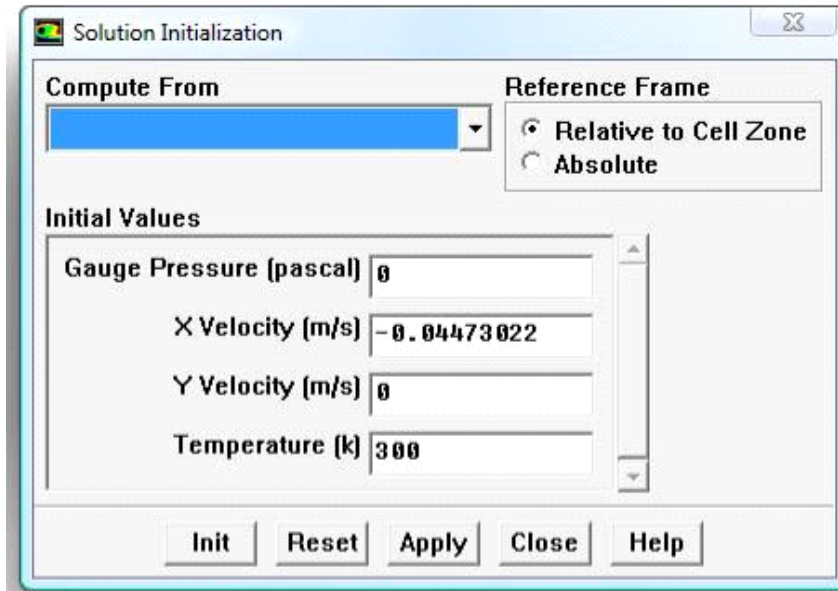 Solution Initialization
Compute From
Reference Frame
Relative to Cell Zone
Absolute
Initial Values
Gauge Pressure (pascal) 0
X Velocity (m/s) -0.04473022
Y Velocity (m/s) 0
Temperature (k) 300
Init Reset Apply Close Help